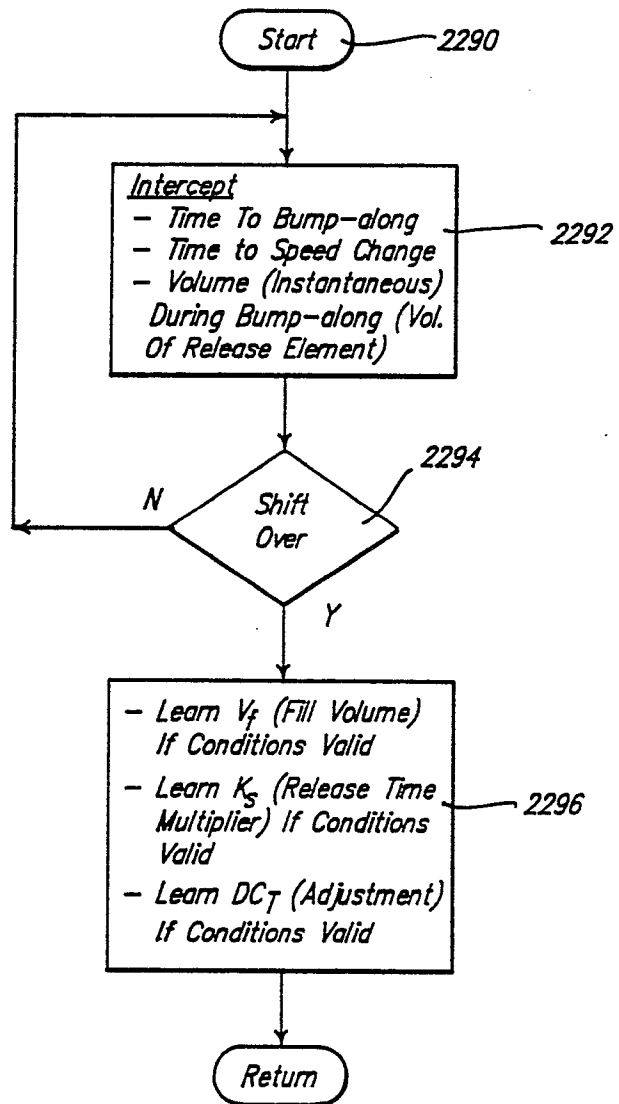 Start
2290
Intercept
- Time To Bump-along
- Time to Speed Change
- Volume (Instantaneous)
During Bump-along (Vol.
Of Release Element)
2292
2294
Shift
Over
N
Y
- Learn Vf (Fill Volume)
If Conditions Valid
- Learn Ks (Release Time
Multiplier) If Conditions
Valid
- Learn DCT (Adjustment)
If Conditions Valid
2296
Return